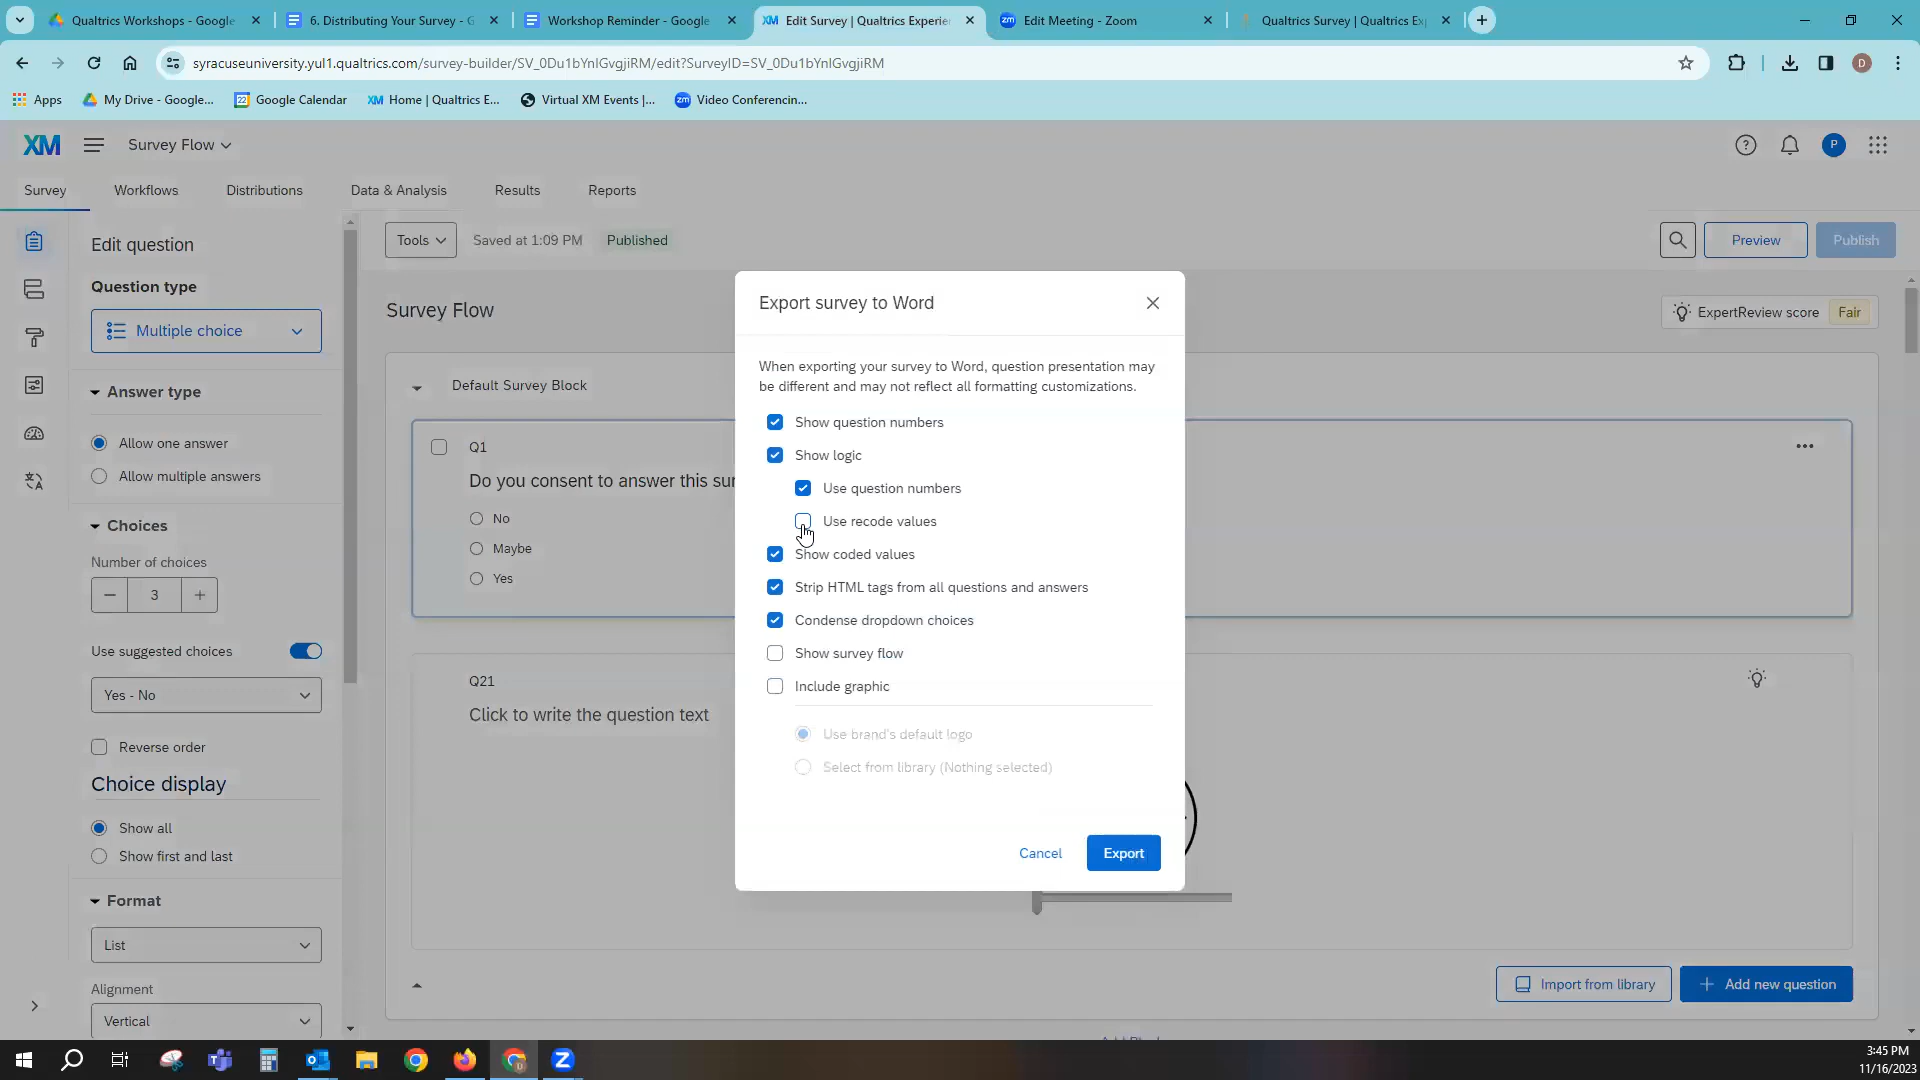 Qualtrics Workshops - Google
6. Distributing Your Survey - G
Workshop Reminder - Google
XM Edit Survey | Qualtrics Experie
zm Edit Meeting - Zoom
Qualtrics Survey | Qualtrics Ex
syracuseuniversity.yul1.qualtrics.com/survey-builder/SV_0Du1bYnIGvgjiRM/edit?SurveyID=SV_0Du1bYnIGvgjiRM
D
Apps
My Drive - Google...
22 Google Calendar
XM Home | Qualtrics E...
Virtual XM Events |...
zm Video Conferencin...
XM
Survey Flow
P
Survey
Workflows
Distributions
Data & Analysis
Results
Reports
Edit question
Tools
Saved at 1:09 PM
Published
Preview
Publish
Question type
Multiple choice
Survey Flow
ExpertReview score
Fair
Answer type
Allow one answer
Allow multiple answers
Choices
Number of choices
3
Use suggested choices
Yes - No
Reverse order
Choice display
Show all
Show first and last
Format
List
Alignment
Vertical
Default Survey Block
Q1
Do you consent to answer this sur
No
Maybe
Yes
Q21
Click to write the question text
Export survey to Word
When exporting your survey to Word, question presentation may
be different and may not reflect all formatting customizations.
Show question numbers
Show logic
Use question numbers
Use recode values
Show coded values
Strip HTML tags from all questions and answers
Condense dropdown choices
Show survey flow
Include graphic
Use brand's default logo
Select from library (Nothing selected)
Cancel
Export
Import from library
Add new question
3:45 PM
11/16/2023